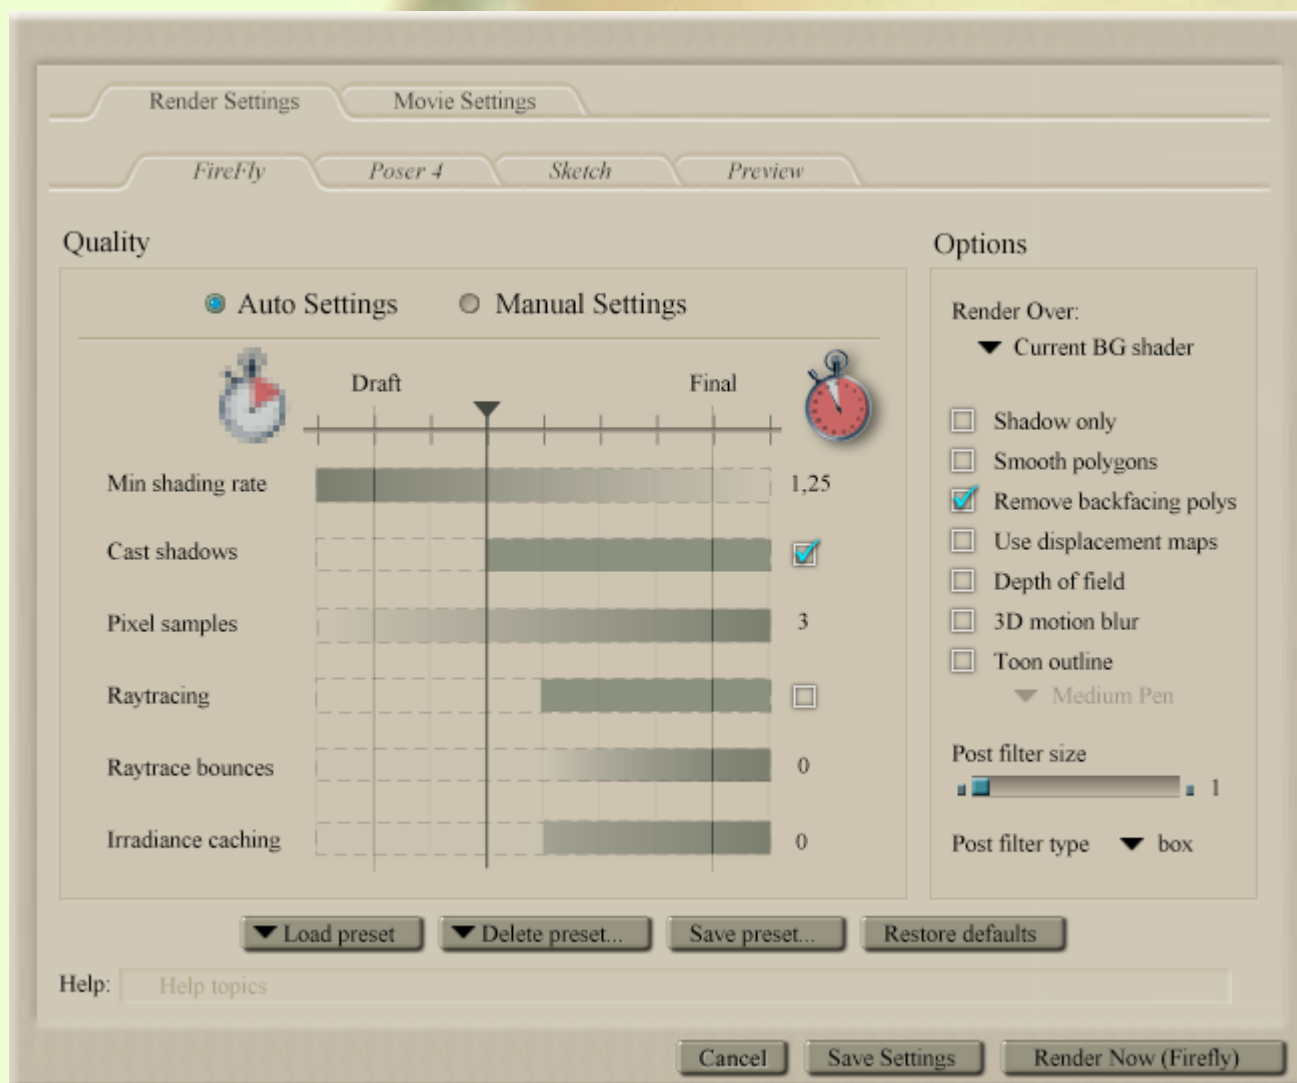 Render Settings Movie Settings
FireFly Poser 4 Sketch Preview
Quality
Auto Settings Manual Settings
Draft Final
Min shading rate 1,25
Cast shadows
Pixel samples 3
Raytracing
Raytrace bounces 0
Irradiance caching 0
Options
Render Over:
Current BG shader
Shadow only
Smooth polygons
Remove backfacing polys
Use displacement maps
Depth of field
3D motion blur
Toon outline
Medium Pen
Post filter size
1
Post filter type box
Load preset Delete preset... Save preset... Restore defaults
Help: Help topics
Cancel Save Settings Render Now (Firefly)